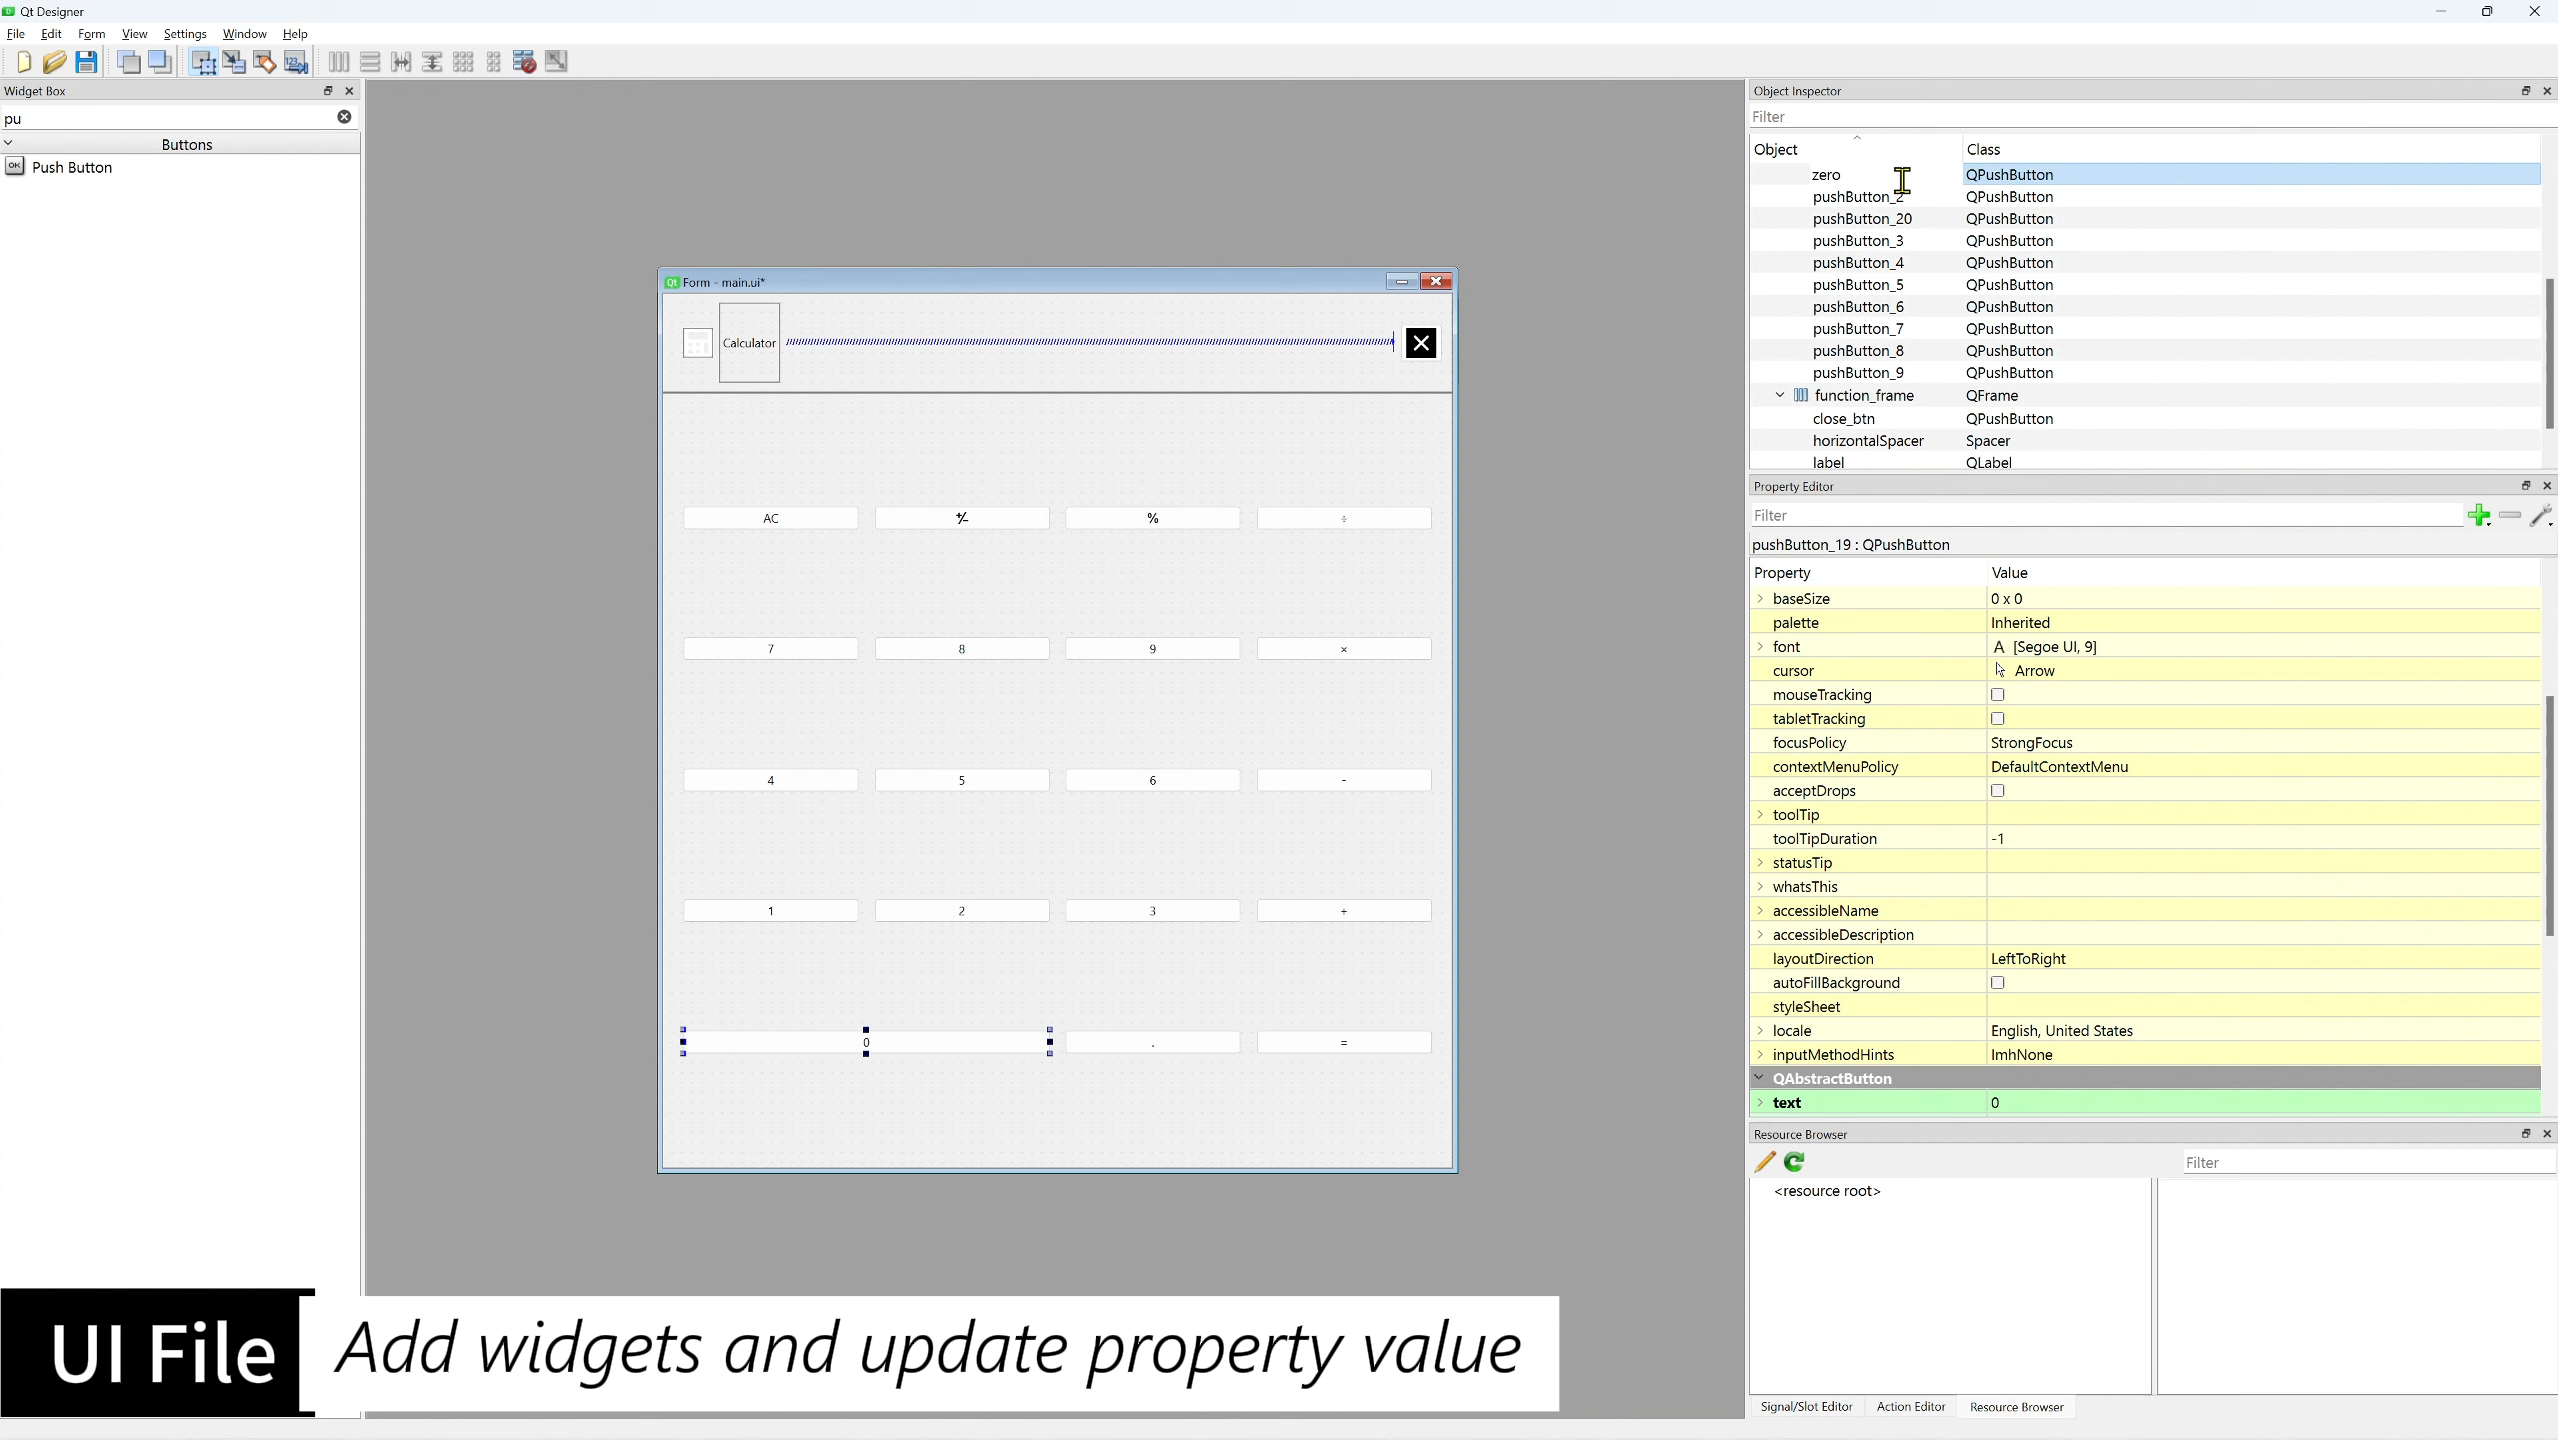 Qt Designer
File Edit Form View Settings Window Help
Widget Box
pu
Buttons
OK Push Button
Qt Form - main.ui*
Calculator
AC ⁺∕₋ % ÷
7 8 9 ×
4 5 6 -
1 2 3 +
0 . =
Object Inspector
Filter
Object Class
zero QPushButton
pushButton_2 QPushButton
pushButton_20 QPushButton
pushButton_3 QPushButton
pushButton_4 QPushButton
pushButton_5 QPushButton
pushButton_6 QPushButton
pushButton_7 QPushButton
pushButton_8 QPushButton
pushButton_9 QPushButton
function_frame QFrame
close_btn QPushButton
horizontalSpacer Spacer
label QLabel
Property Editor
Filter
pushButton_19 : QPushButton
Property Value
baseSize 0 x 0
palette Inherited
font A [Segoe UI, 9]
cursor Arrow
mouseTracking
tabletTracking
focusPolicy StrongFocus
contextMenuPolicy DefaultContextMenu
acceptDrops
toolTip
toolTipDuration -1
statusTip
whatsThis
accessibleName
accessibleDescription
layoutDirection LeftToRight
autoFillBackground
styleSheet
locale English, United States
inputMethodHints ImhNone
QAbstractButton
text 0
Resource Browser
Filter
<resource root>
Signal/Slot Editor Action Editor Resource Browser
UI File Add widgets and update property value